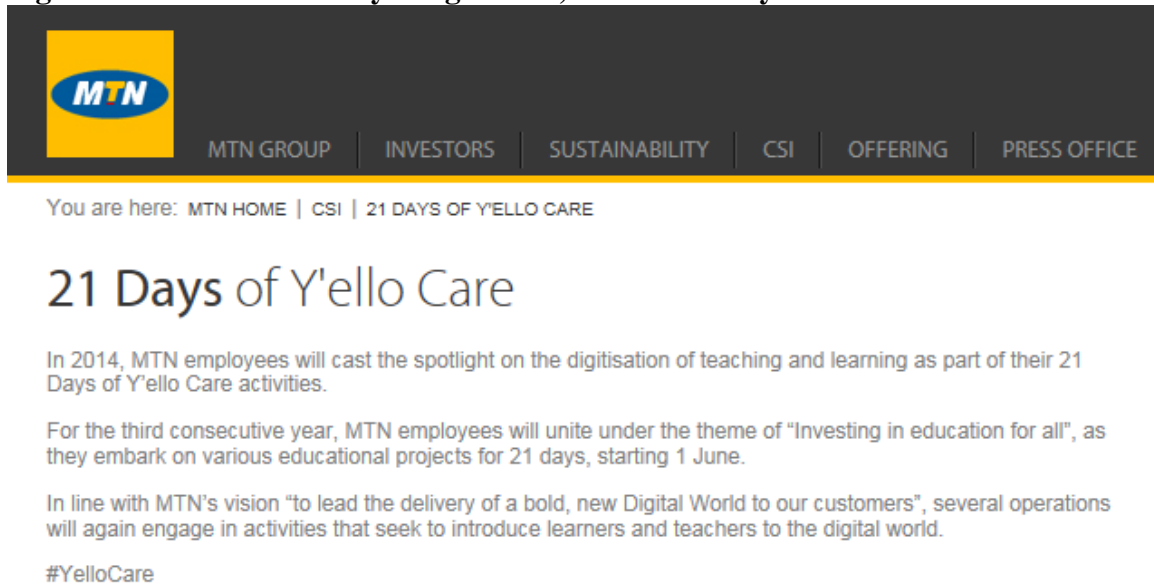 MTN
MTN GROUP | INVESTORS | SUSTAINABILITY | CSI | OFFERING | PRESS OFFICE
You are here: MTN HOME | CSI | 21 DAYS OF Y'ELLO CARE
21 Days of Y'ello Care
In 2014, MTN employees will cast the spotlight on the digitisation of teaching and learning as part of their 21
Days of Y'ello Care activities.
For the third consecutive year, MTN employees will unite under the theme of “Investing in education for all”, as
they embark on various educational projects for 21 days, starting 1 June.
In line with MTN's vision “to lead the delivery of a bold, new Digital World to our customers”, several operations
will again engage in activities that seek to introduce learners and teachers to the digital world.
#YelloCare